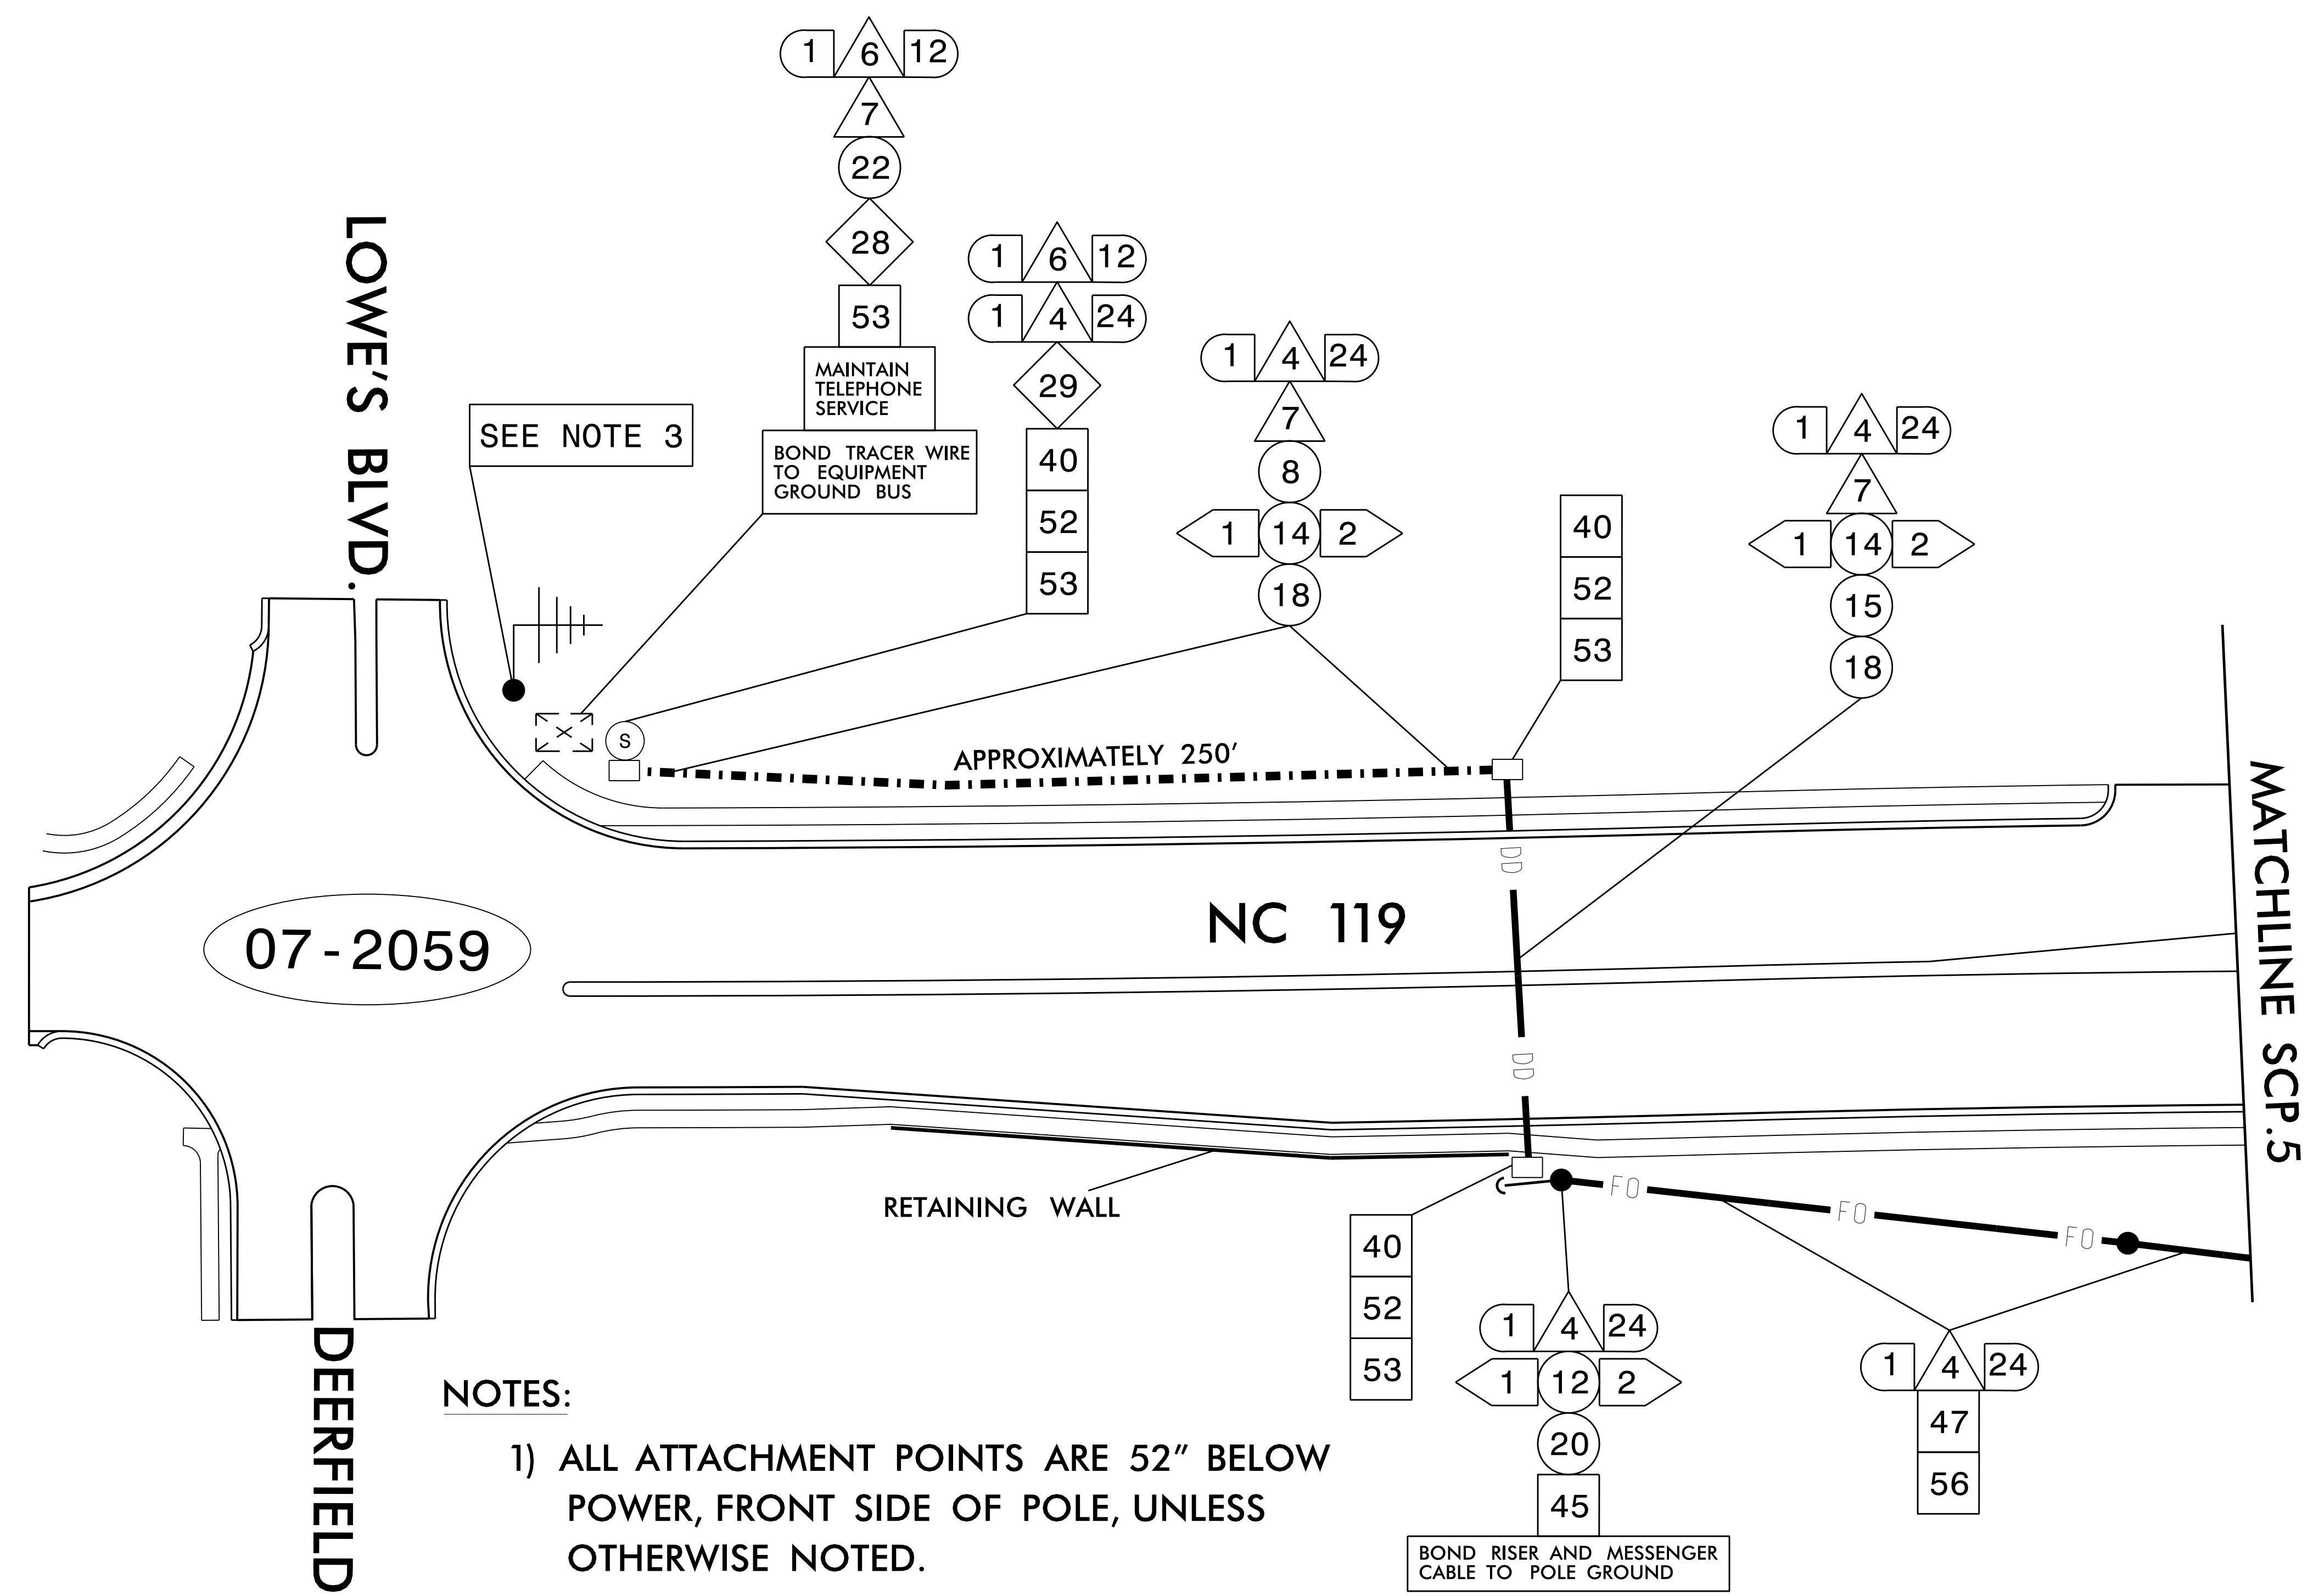 1 6 12
7
22
28
53
MAINTAIN
TELEPHONE
SERVICE
BOND TRACER WIRE
TO EQUIPMENT
GROUND BUS
LOWE'S BLVD.
SEE NOTE 3
1 6 12
1 4 24
29
40
52
53
1 4 24
7
8
1 14 2
18
40
52
53
1 4 24
7
1 14 2
15
18
S
APPROXIMATELY 250'
DD
NC 119
07-2059
DD
MATCHLINE SCP.5
RETAINING WALL
FO
FO
FO
40
52
53
1 4 24
1 12 2
20
45
BOND RISER AND MESSENGER
CABLE TO POLE GROUND
1 4 24
47
56
DEERFIELD
NOTES:
1) ALL ATTACHMENT POINTS ARE 52" BELOW
POWER, FRONT SIDE OF POLE, UNLESS
OTHERWISE NOTED.